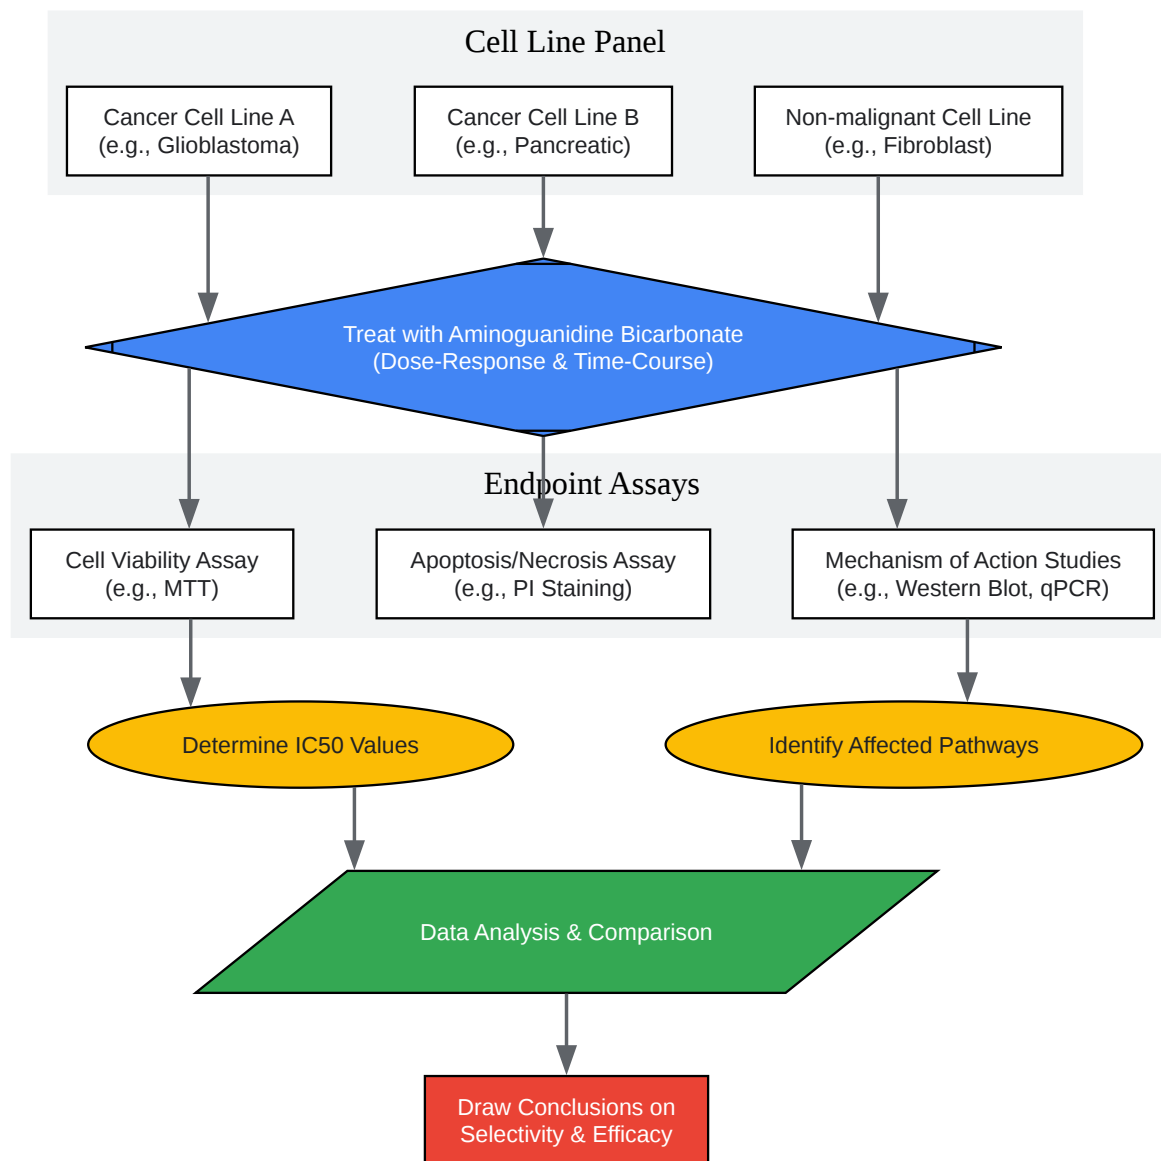 Cell Line Panel
Cancer Cell Line A
(e.g., Glioblastoma)
Cancer Cell Line B
(e.g., Pancreatic)
Non-malignant Cell Line
(e.g., Fibroblast)
Treat with Aminoguanidine Bicarbonate
(Dose-Response & Time-Course)
Endpoint Assays
Cell Viability Assay
(e.g., MTT)
Apoptosis/Necrosis Assay
(e.g., PI Staining)
Mechanism of Action Studies
(e.g., Western Blot, qPCR)
Determine IC50 Values
Identify Affected Pathways
Data Analysis & Comparison
Draw Conclusions on
Selectivity & Efficacy